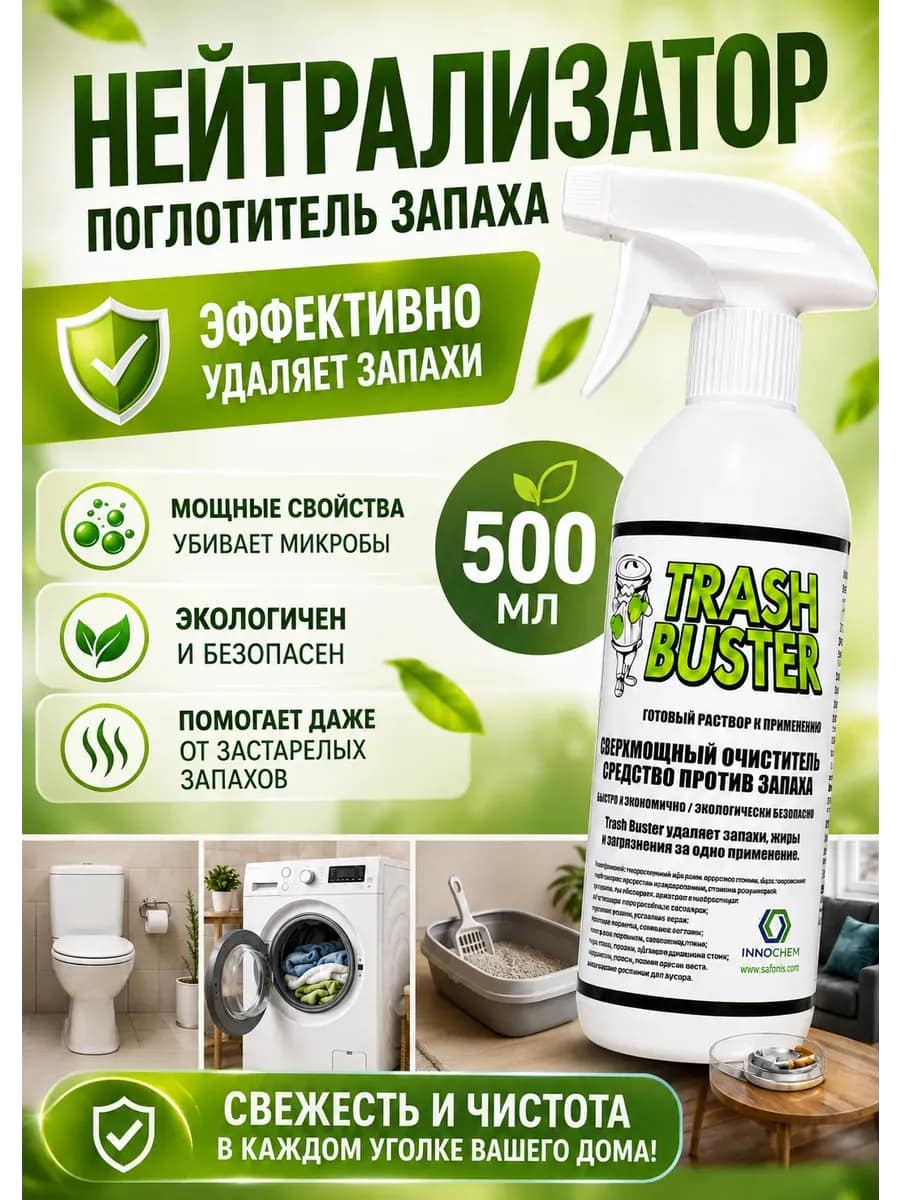 НЕЙТРАЛИЗАТОР
ПОГЛОТИТЕЛЬ ЗАПАХА
ЭФФЕКТИВНО
УДАЛЯЕТ ЗАПАХИ
МОЩНЫЕ СВОЙСТВА
УБИВАЕТ МИКРОБЫ
ЭКОЛОГИЧЕН
И БЕЗОПАСЕН
ПОМОГАЕТ ДАЖЕ
ОТ ЗАСТАРЕЛЫХ
ЗАПАХОВ
500
МЛ
TRASH
BUSTER
ГОТОВЫЙ РАСТВОР К ПРИМЕНЕНИЮ
СВЕРХМОЩНЫЙ ОЧИСТИТЕЛЬ
СРЕДСТВО ПРОТИВ ЗАПАХА
БЫСТРО И ЭКОНОМИЧНО / ЭКОЛОГИЧЕСКИ БЕЗОПАСНО
Trash Buster удаляет запахи, жиры
и загрязнения за одно применение.
INNOCHEM
www.safonis.com
СВЕЖЕСТЬ И ЧИСТОТА
В КАЖДОМ УГОЛКЕ ВАШЕГО ДОМА!